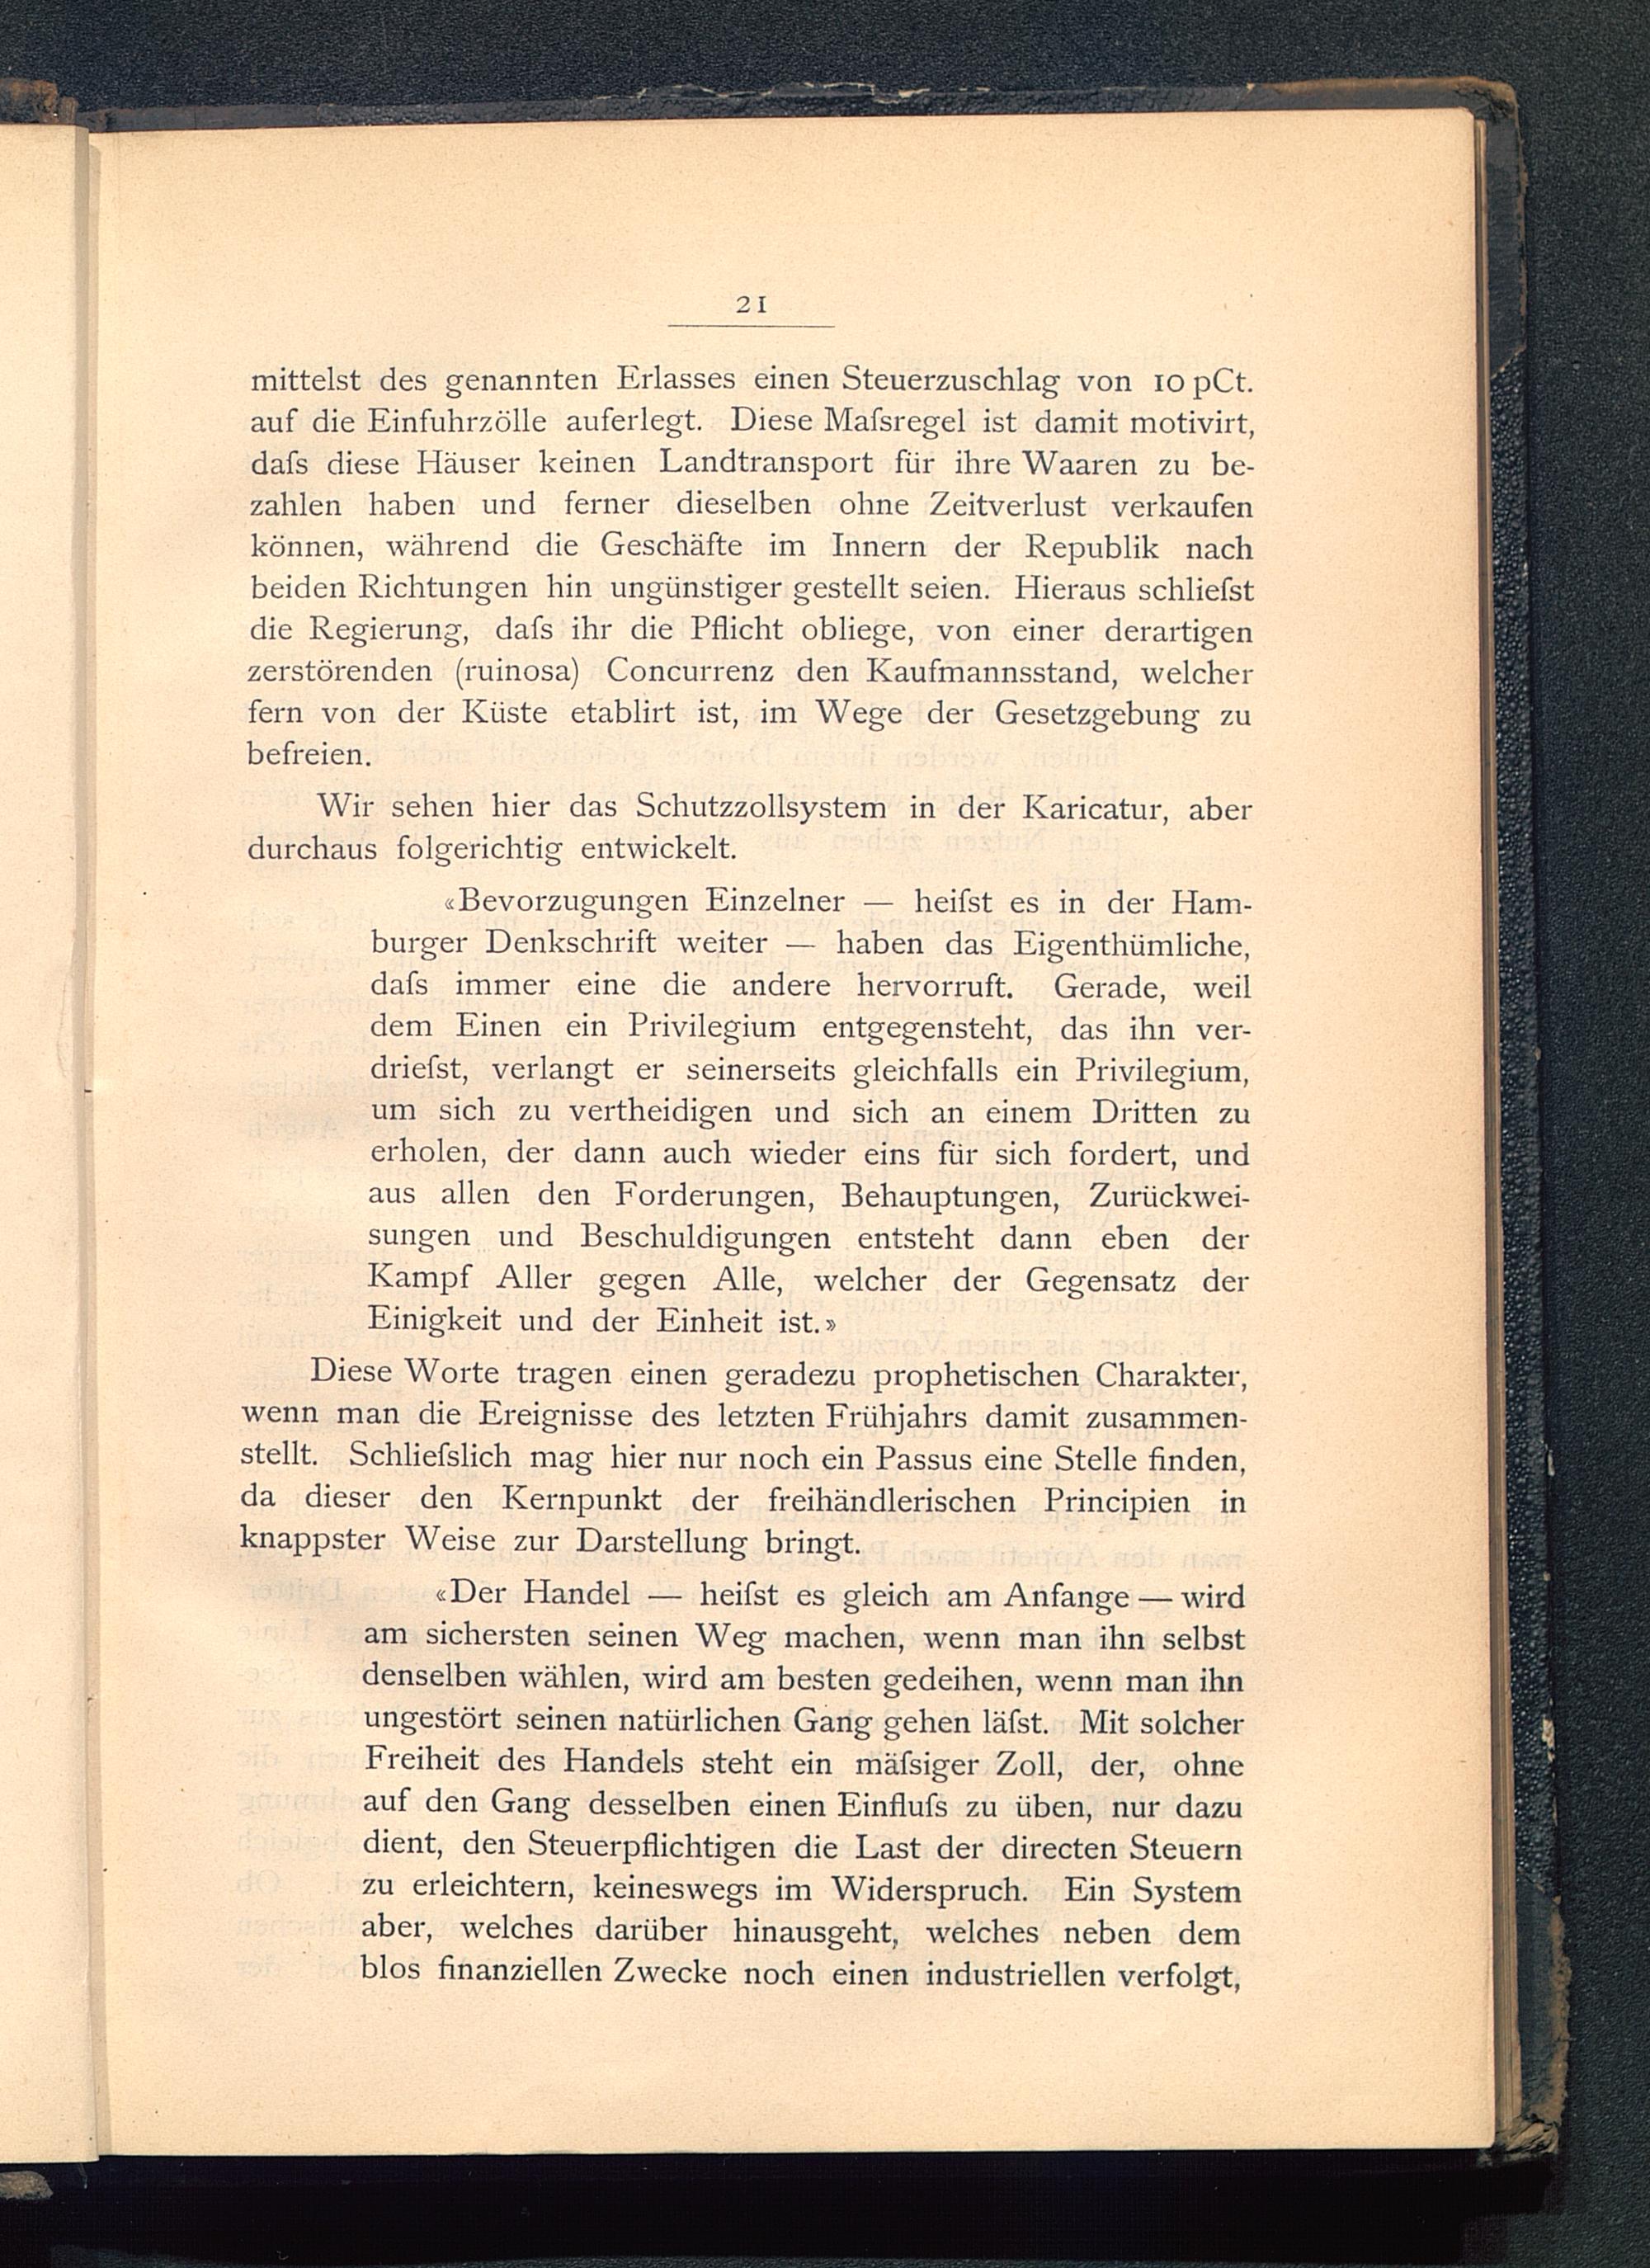 21
mittelst des genannten Erlasses einen Steuerzuschlag von 10 pCt.
auf die Einfuhrzölle auferlegt. Diese Maſsregel ist damit motivirt,
daſs diese Häuser keinen Landtransport für ihre Waaren zu be-
zahlen haben und ferner dieselben ohne Zeitverlust verkaufen
können, während die Geschäfte im Innern der Republik nach
beiden Richtungen hin ungünstiger gestellt seien. Hieraus schlieſst
die Regierung, daſs ihr die Pflicht obliege, von einer derartigen
zerstörenden (ruinosa) Concurrenz den Kaufmannsstand, welcher
fern von der Küste etablirt ist, im Wege der Gesetzgebung zu
befreien.
Wir sehen hier das Schutzzollsystem in der Karicatur, aber
durchaus folgerichtig entwickelt.
«Bevorzugungen Einzelner — heiſst es in der Ham-
burger Denkschrift weiter — haben das Eigenthümliche,
daſs immer eine die andere hervorruft. Gerade, weil
dem Einen ein Privilegium entgegensteht, das ihn ver-
drieſst, verlangt er seinerseits gleichfalls ein Privilegium,
um sich zu vertheidigen und sich an einem Dritten zu
erholen, der dann auch wieder eins für sich fordert, und
aus allen den Forderungen, Behauptungen, Zurückwei-
sungen und Beschuldigungen entsteht dann eben der
Kampf Aller gegen Alle, welcher der Gegensatz der
Einigkeit und der Einheit ist.»
Diese Worte tragen einen geradezu prophetischen Charakter,
wenn man die Ereignisse des letzten Frühjahrs damit zusammen-
stellt. Schlieſslich mag hier nur noch ein Passus eine Stelle finden,
da dieser den Kernpunkt der freihändlerischen Principien in
knappster Weise zur Darstellung bringt.
«Der Handel — heiſst es gleich am Anfange — wird
am sichersten seinen Weg machen, wenn man ihn selbst
denselben wählen, wird am besten gedeihen, wenn man ihn
ungestört seinen natürlichen Gang gehen läſst. Mit solcher
Freiheit des Handels steht ein mäſsiger Zoll, der, ohne
auf den Gang desselben einen Einfluſs zu üben, nur dazu
dient, den Steuerpflichtigen die Last der directen Steuern
zu erleichtern, keineswegs im Widerspruch. Ein System
aber, welches darüber hinausgeht, welches neben dem
blos finanziellen Zwecke noch einen industriellen verfolgt,